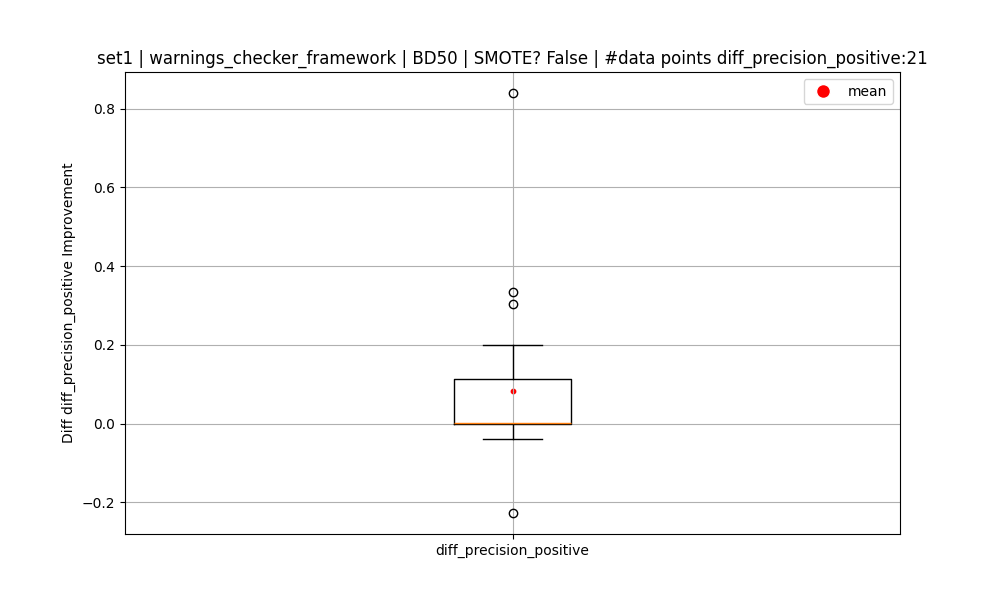 set1 | warnings_checker_framework | BD50 | SMOTE? False | #data points diff_precision_positive:21
mean
Diff diff_precision_positive Improvement
0.8
0.6
0.4
0.2
0.0
−0.2
diff_precision_positive